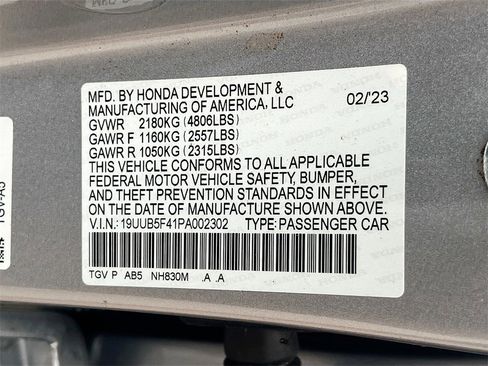 MFD. BY HONDA DEVELOPMENT &
MANUFACTURING OF AMERICA, LLC 02/'23
GVWR 2180KG (4806LBS)
GAWR F 1160KG (2557LBS)
GAWR R 1050KG (2315LBS)
THIS VEHICLE CONFORMS TO ALL APPLICABLE
FEDERAL MOTOR VEHICLE SAFETY, BUMPER,
AND THEFT PREVENTION STANDARDS IN EFFECT
ON THE DATE OF MANUFACTURE SHOWN ABOVE.
V.I.N.: 19UUB5F41PA002302 TYPE: PASSENGER CAR
TGV P AB5 NH830M .A .A
TGV-A3